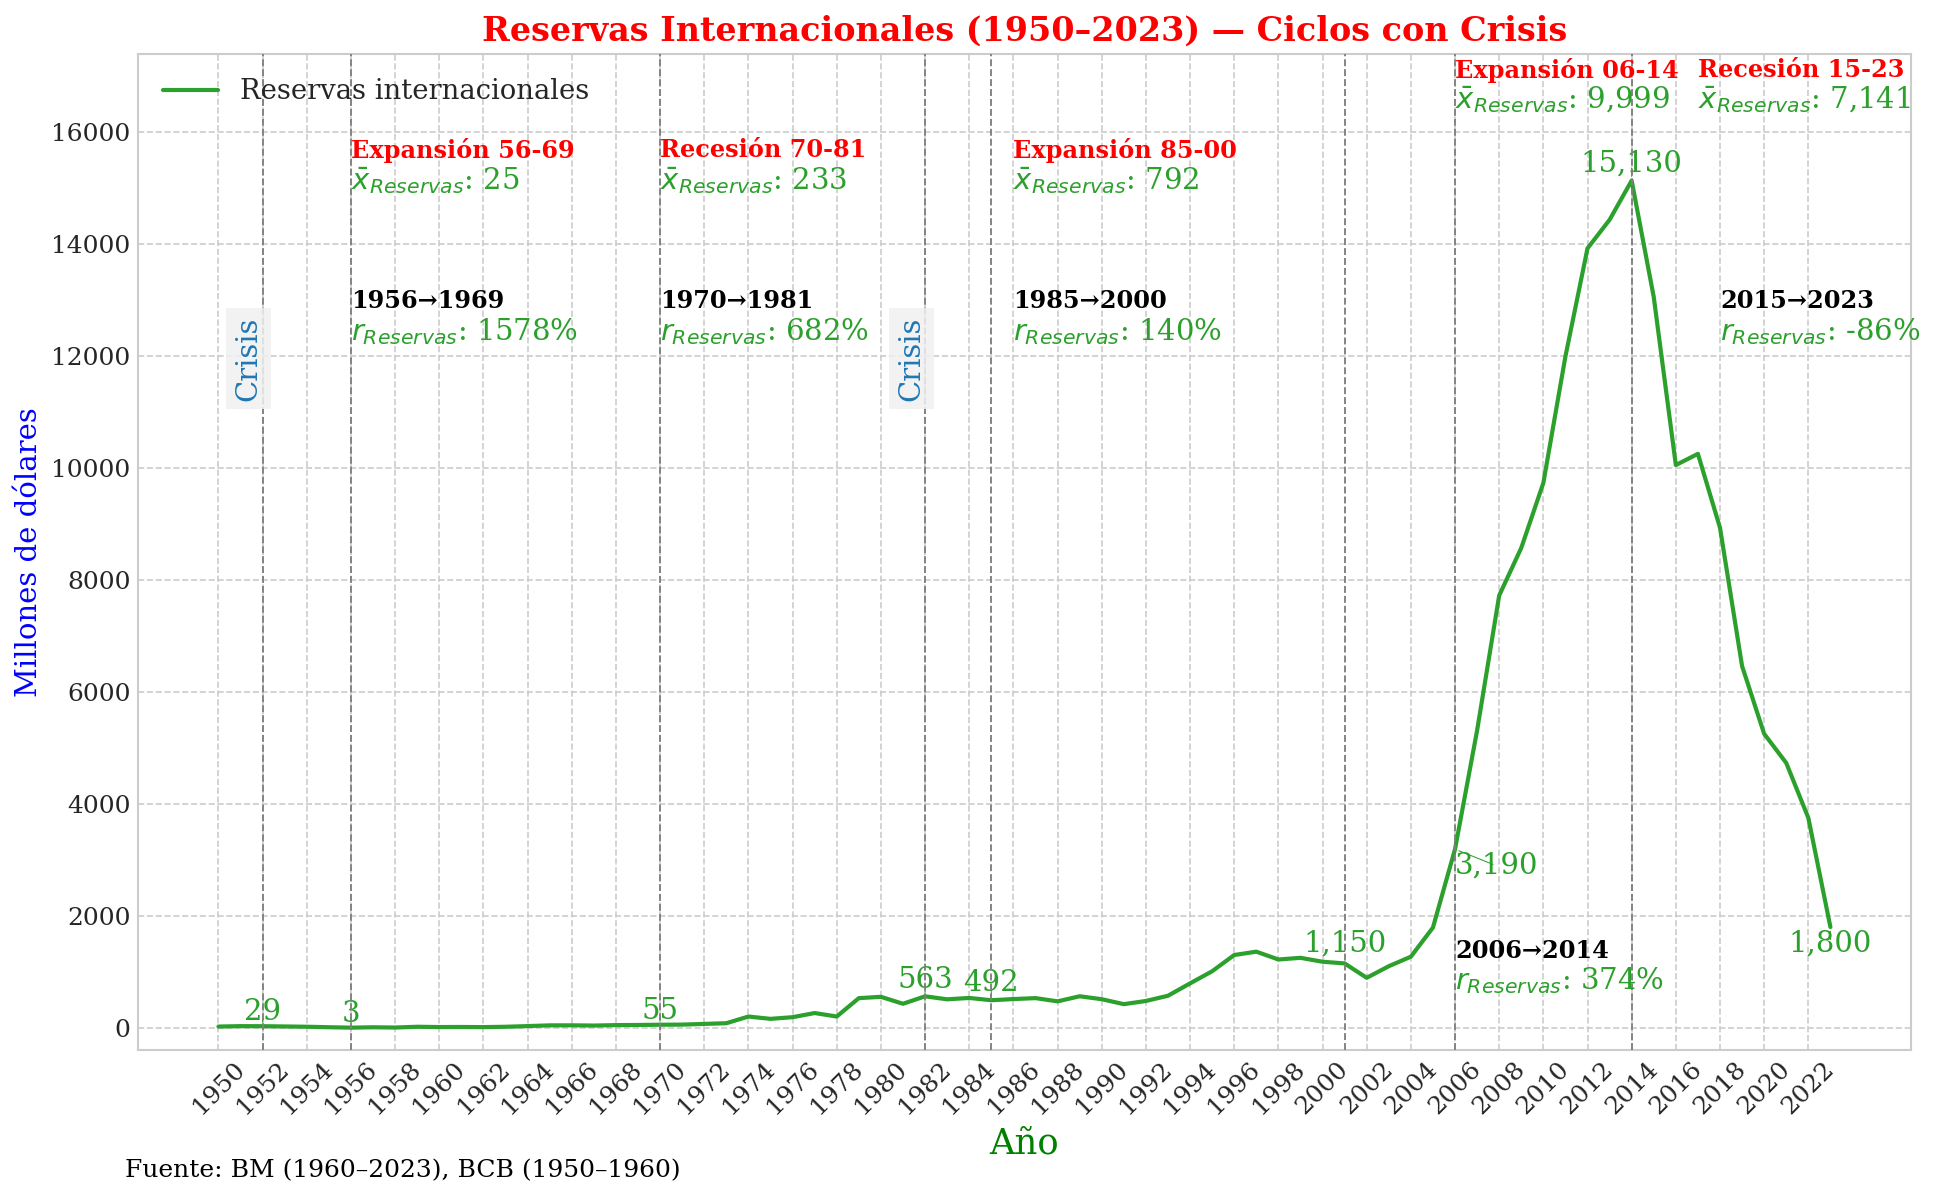 Reservas Internacionales (1950–2023) — Ciclos con Crisis
Reservas internacionales
Expansión 06-14
x̄Reservas: 9,999
Recesión 15-23
x̄Reservas: 7,141
Expansión 56-69
x̄Reservas: 25
Recesión 70-81
x̄Reservas: 233
Expansión 85-00
x̄Reservas: 792
15,130
1956→1969
rReservas: 1578%
1970→1981
rReservas: 682%
1985→2000
rReservas: 140%
2015→2023
rReservas: -86%
Crisis
Crisis
3,190
2006→2014
rReservas: 374%
1,800
1,150
563
492
29
3
55
Millones de dólares
16000
14000
12000
10000
8000
6000
4000
2000
0
1950
1952
1954
1956
1958
1960
1962
1964
1966
1968
1970
1972
1974
1976
1978
1980
1982
1984
1986
1988
1990
1992
1994
1996
1998
2000
2002
2004
2006
2008
2010
2012
2014
2016
2018
2020
2022
Año
Fuente: BM (1960–2023), BCB (1950–1960)